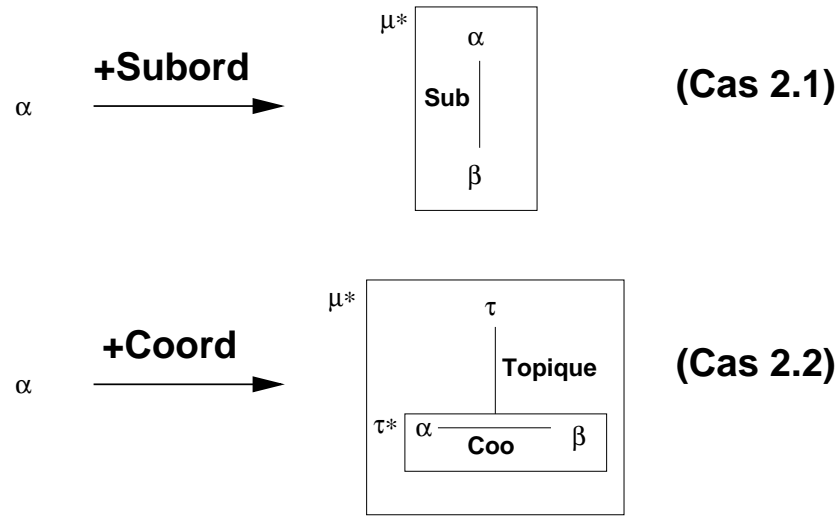 μ*
α
+Subord
Sub
(Cas 2.1)
α
β
μ*
τ
+Coord
Topique
(Cas 2.2)
α
τ*
α
β
Coo